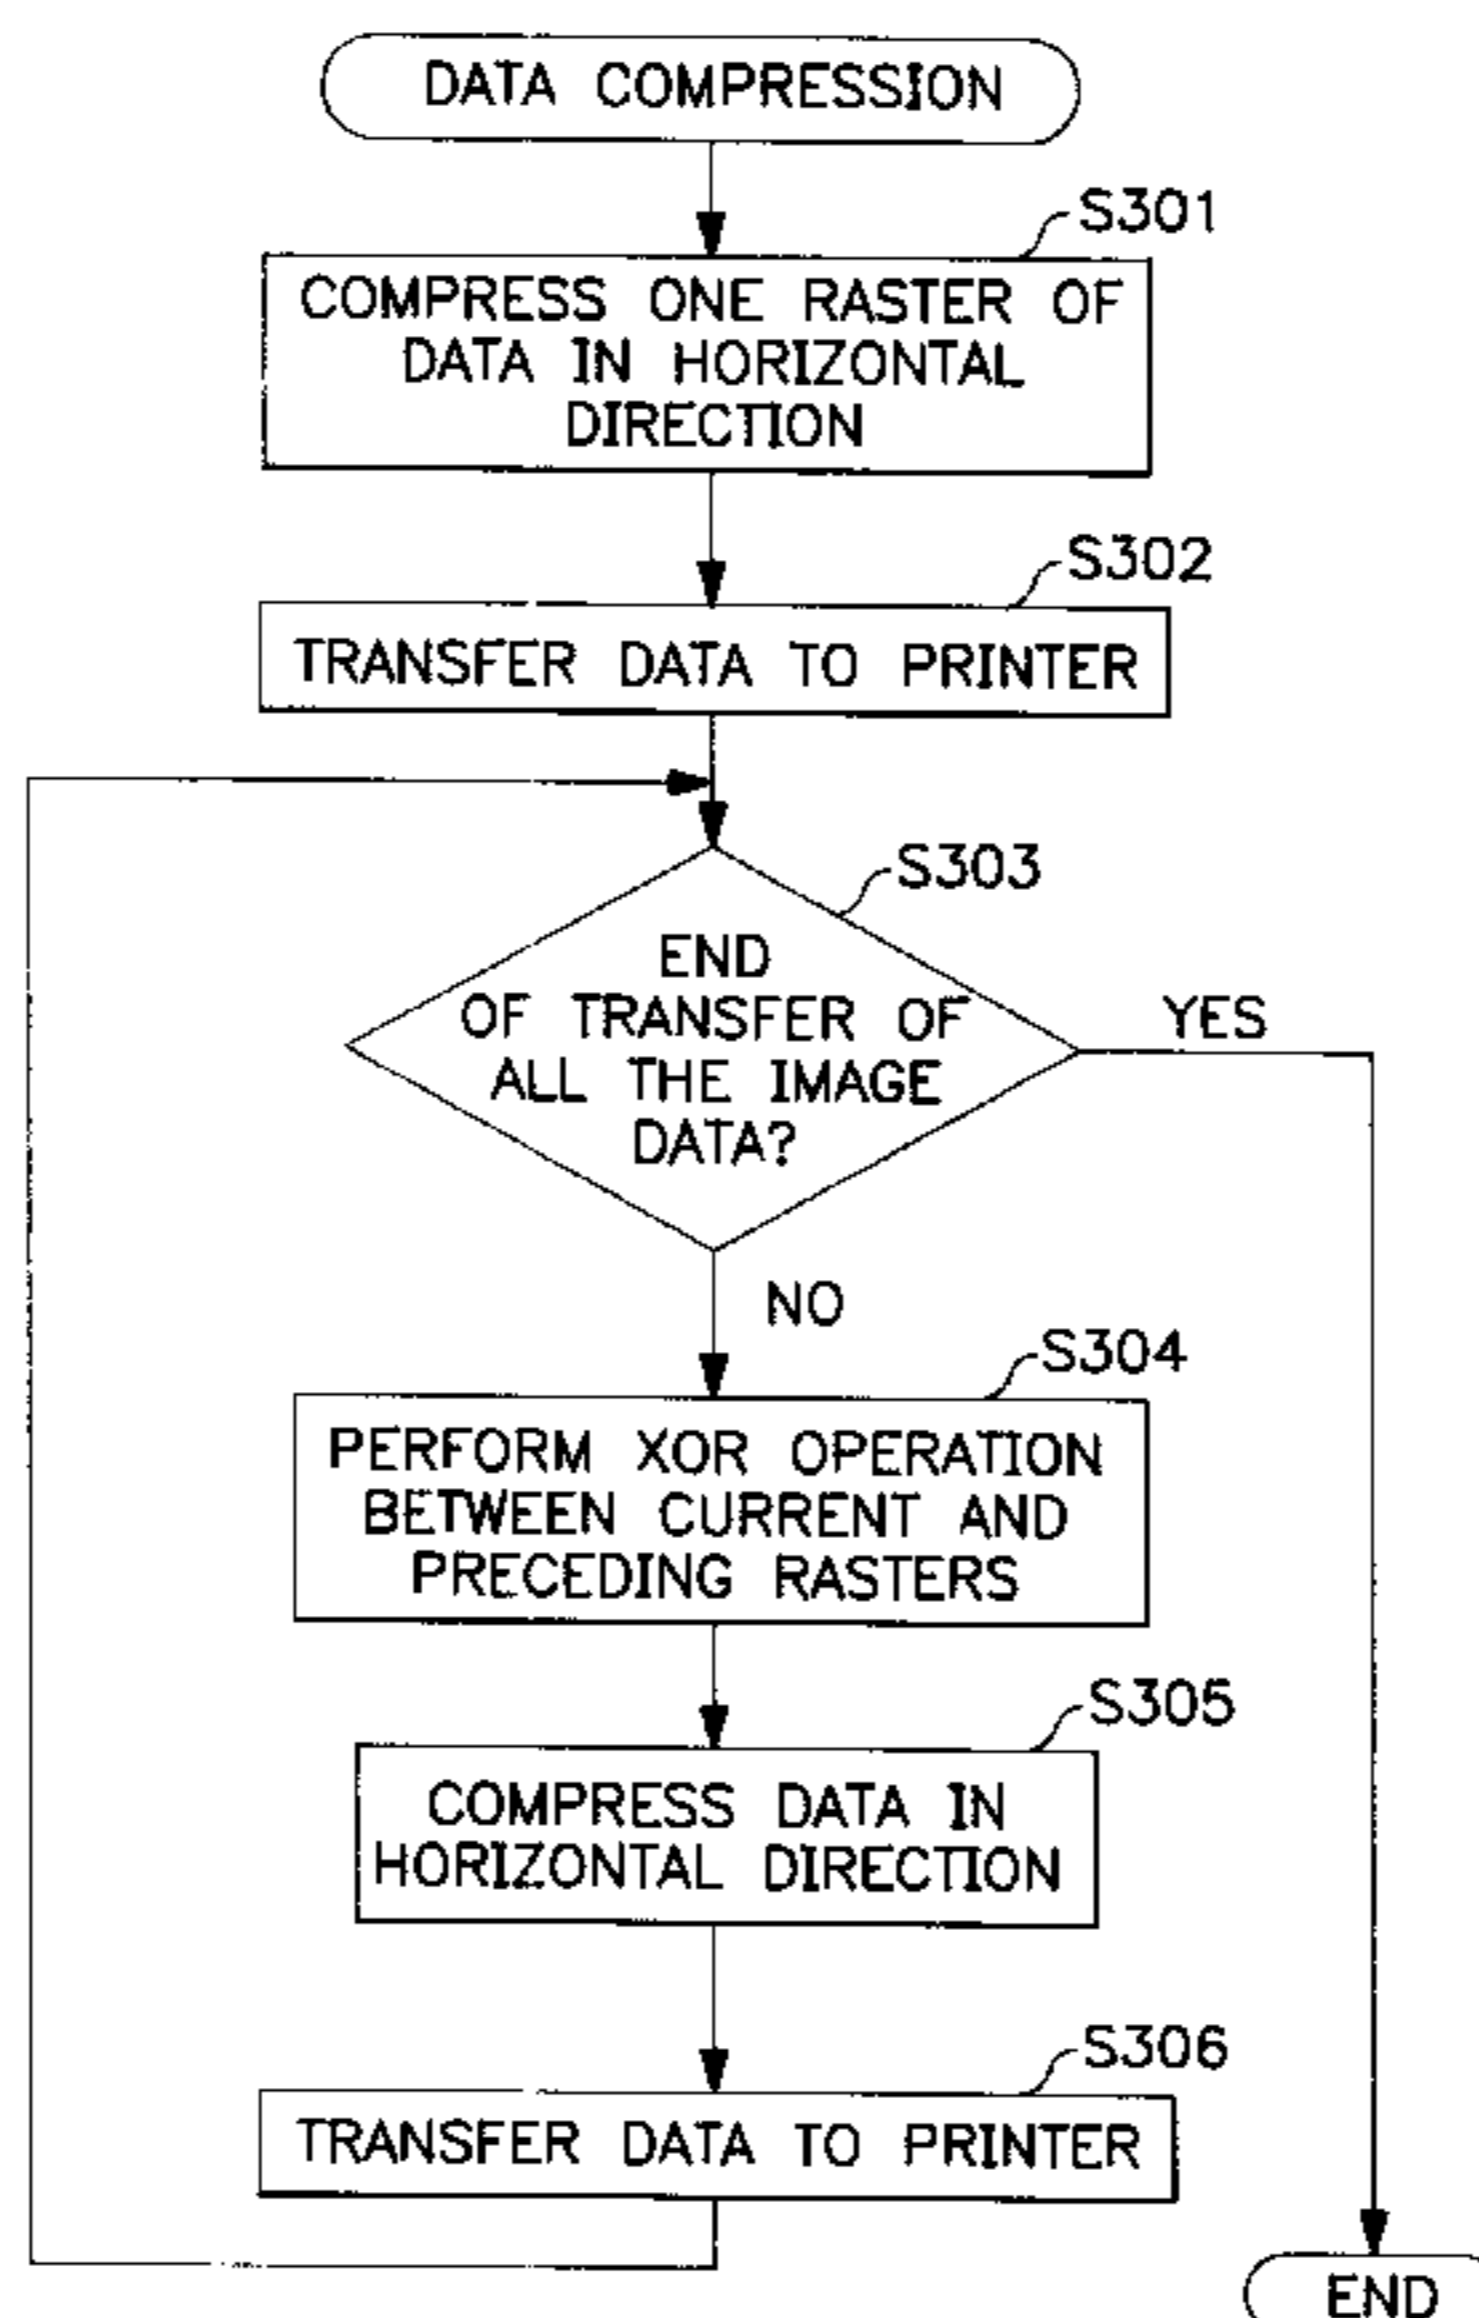 DATA COMPRESSION
S301
COMPRESS ONE RASTER OF
DATA IN HORIZONTAL
DIRECTION
S302
TRANSFER DATA TO PRINTER
S303
END
OF TRANSFER OF
ALL THE IMAGE
DATA?
YES
NO
S304
PERFORM XOR OPERATION
BETWEEN CURRENT AND
PRECEDING RASTERS
S305
COMPRESS DATA IN
HORIZONTAL DIRECTION
S306
TRANSFER DATA TO PRINTER
END